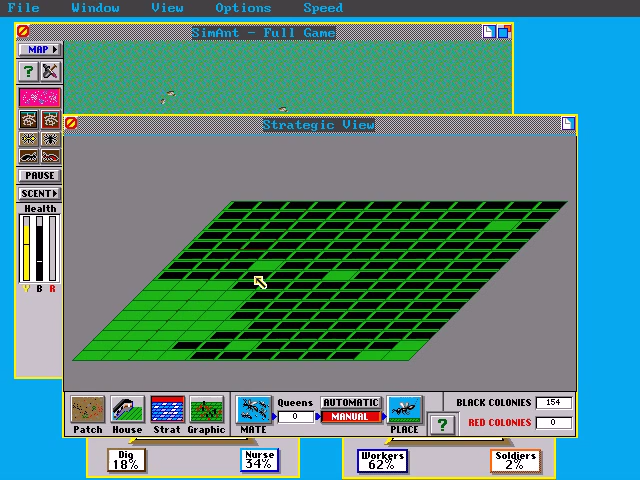 File Window View Options Speed
SimAnt - Full Game
MAP
?
Strategic View
PAUSE
SCENT
Health
Y B R
Patch House Strat Graphic MATE
Queens
0
AUTOMATIC
MANUAL
PLACE
?
BLACK COLONIES 154
RED COLONIES 0
Dig
18%
Nurse
34%
Workers
62%
Soldiers
2%